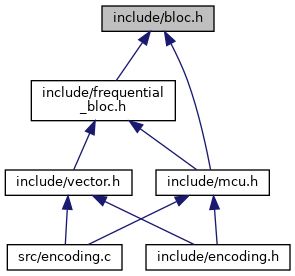 include/bloc.h
include/frequential
_bloc.h
include/vector.h
include/mcu.h
src/encoding.c
include/encoding.h